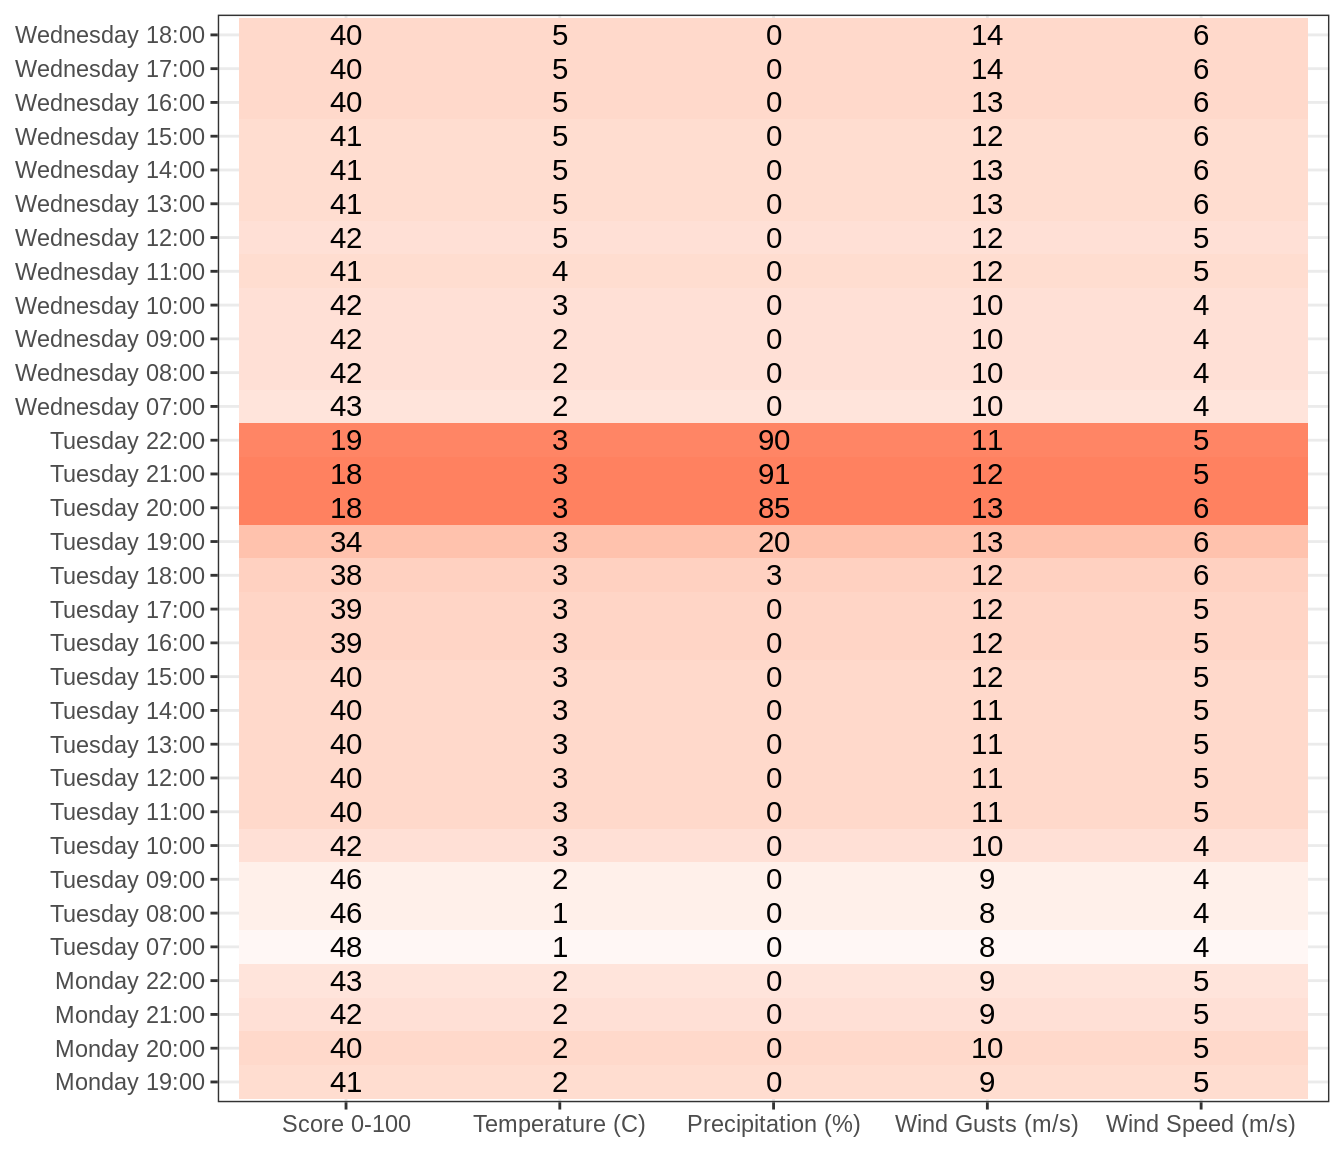 Wednesday 18:00 40 5 0 14 6
Wednesday 17:00 40 5 0 14 6
Wednesday 16:00 40 5 0 13 6
Wednesday 15:00 41 5 0 12 6
Wednesday 14:00 41 5 0 13 6
Wednesday 13:00 41 5 0 13 6
Wednesday 12:00 42 5 0 12 5
Wednesday 11:00 41 4 0 12 5
Wednesday 10:00 42 3 0 10 4
Wednesday 09:00 42 2 0 10 4
Wednesday 08:00 42 2 0 10 4
Wednesday 07:00 43 2 0 10 4
Tuesday 22:00 19 3 90 11 5
Tuesday 21:00 18 3 91 12 5
Tuesday 20:00 18 3 85 13 6
Tuesday 19:00 34 3 20 13 6
Tuesday 18:00 38 3 3 12 6
Tuesday 17:00 39 3 0 12 5
Tuesday 16:00 39 3 0 12 5
Tuesday 15:00 40 3 0 12 5
Tuesday 14:00 40 3 0 11 5
Tuesday 13:00 40 3 0 11 5
Tuesday 12:00 40 3 0 11 5
Tuesday 11:00 40 3 0 11 5
Tuesday 10:00 42 3 0 10 4
Tuesday 09:00 46 2 0 9 4
Tuesday 08:00 46 1 0 8 4
Tuesday 07:00 48 1 0 8 4
Monday 22:00 43 2 0 9 5
Monday 21:00 42 2 0 9 5
Monday 20:00 40 2 0 10 5
Monday 19:00 41 2 0 9 5
Score 0-100 Temperature (C) Precipitation (%) Wind Gusts (m/s) Wind Speed (m/s)